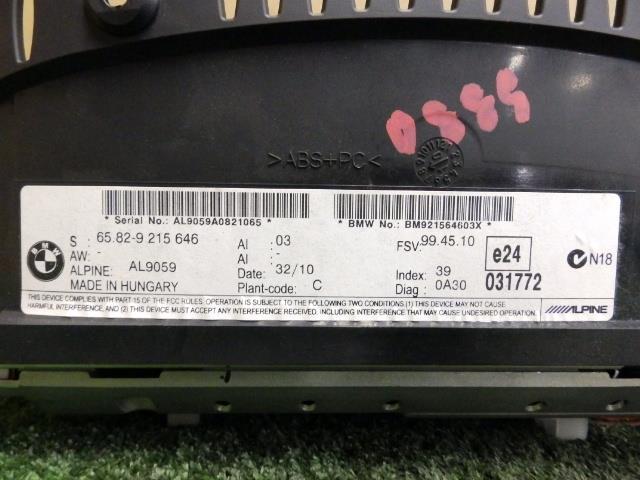 >ABS+PC<
* Serial No.: AL9059A0821065 *
* BMW No.: BM921564603X *
S : 65.82-9 215 646
AI : 03
FSV: 99.45.10
e24
N18
BMW
AW: -
AI : -
ALPINE: AL9059
Date : 32/10
Index : 39
031772
MADE IN HUNGARY
Plant-code: C
Diag : 0A30
THIS DEVICE COMPLIES WITH PART 15 OF THE FCC RULES. OPERATION IS SUBJECT TO THE FOLLOWING TWO CONDITIONS: (1) THIS DEVICE MAY NOT CAUSE
HARMFUL INTERFERENCE, AND (2) THIS DEVICE MUST ACCEPT ANY INTERFERENCE RECEIVED, INCLUDING INTERFERENCE THAT MAY CAUSE UNDESIRED OPERATION.
ALPINE